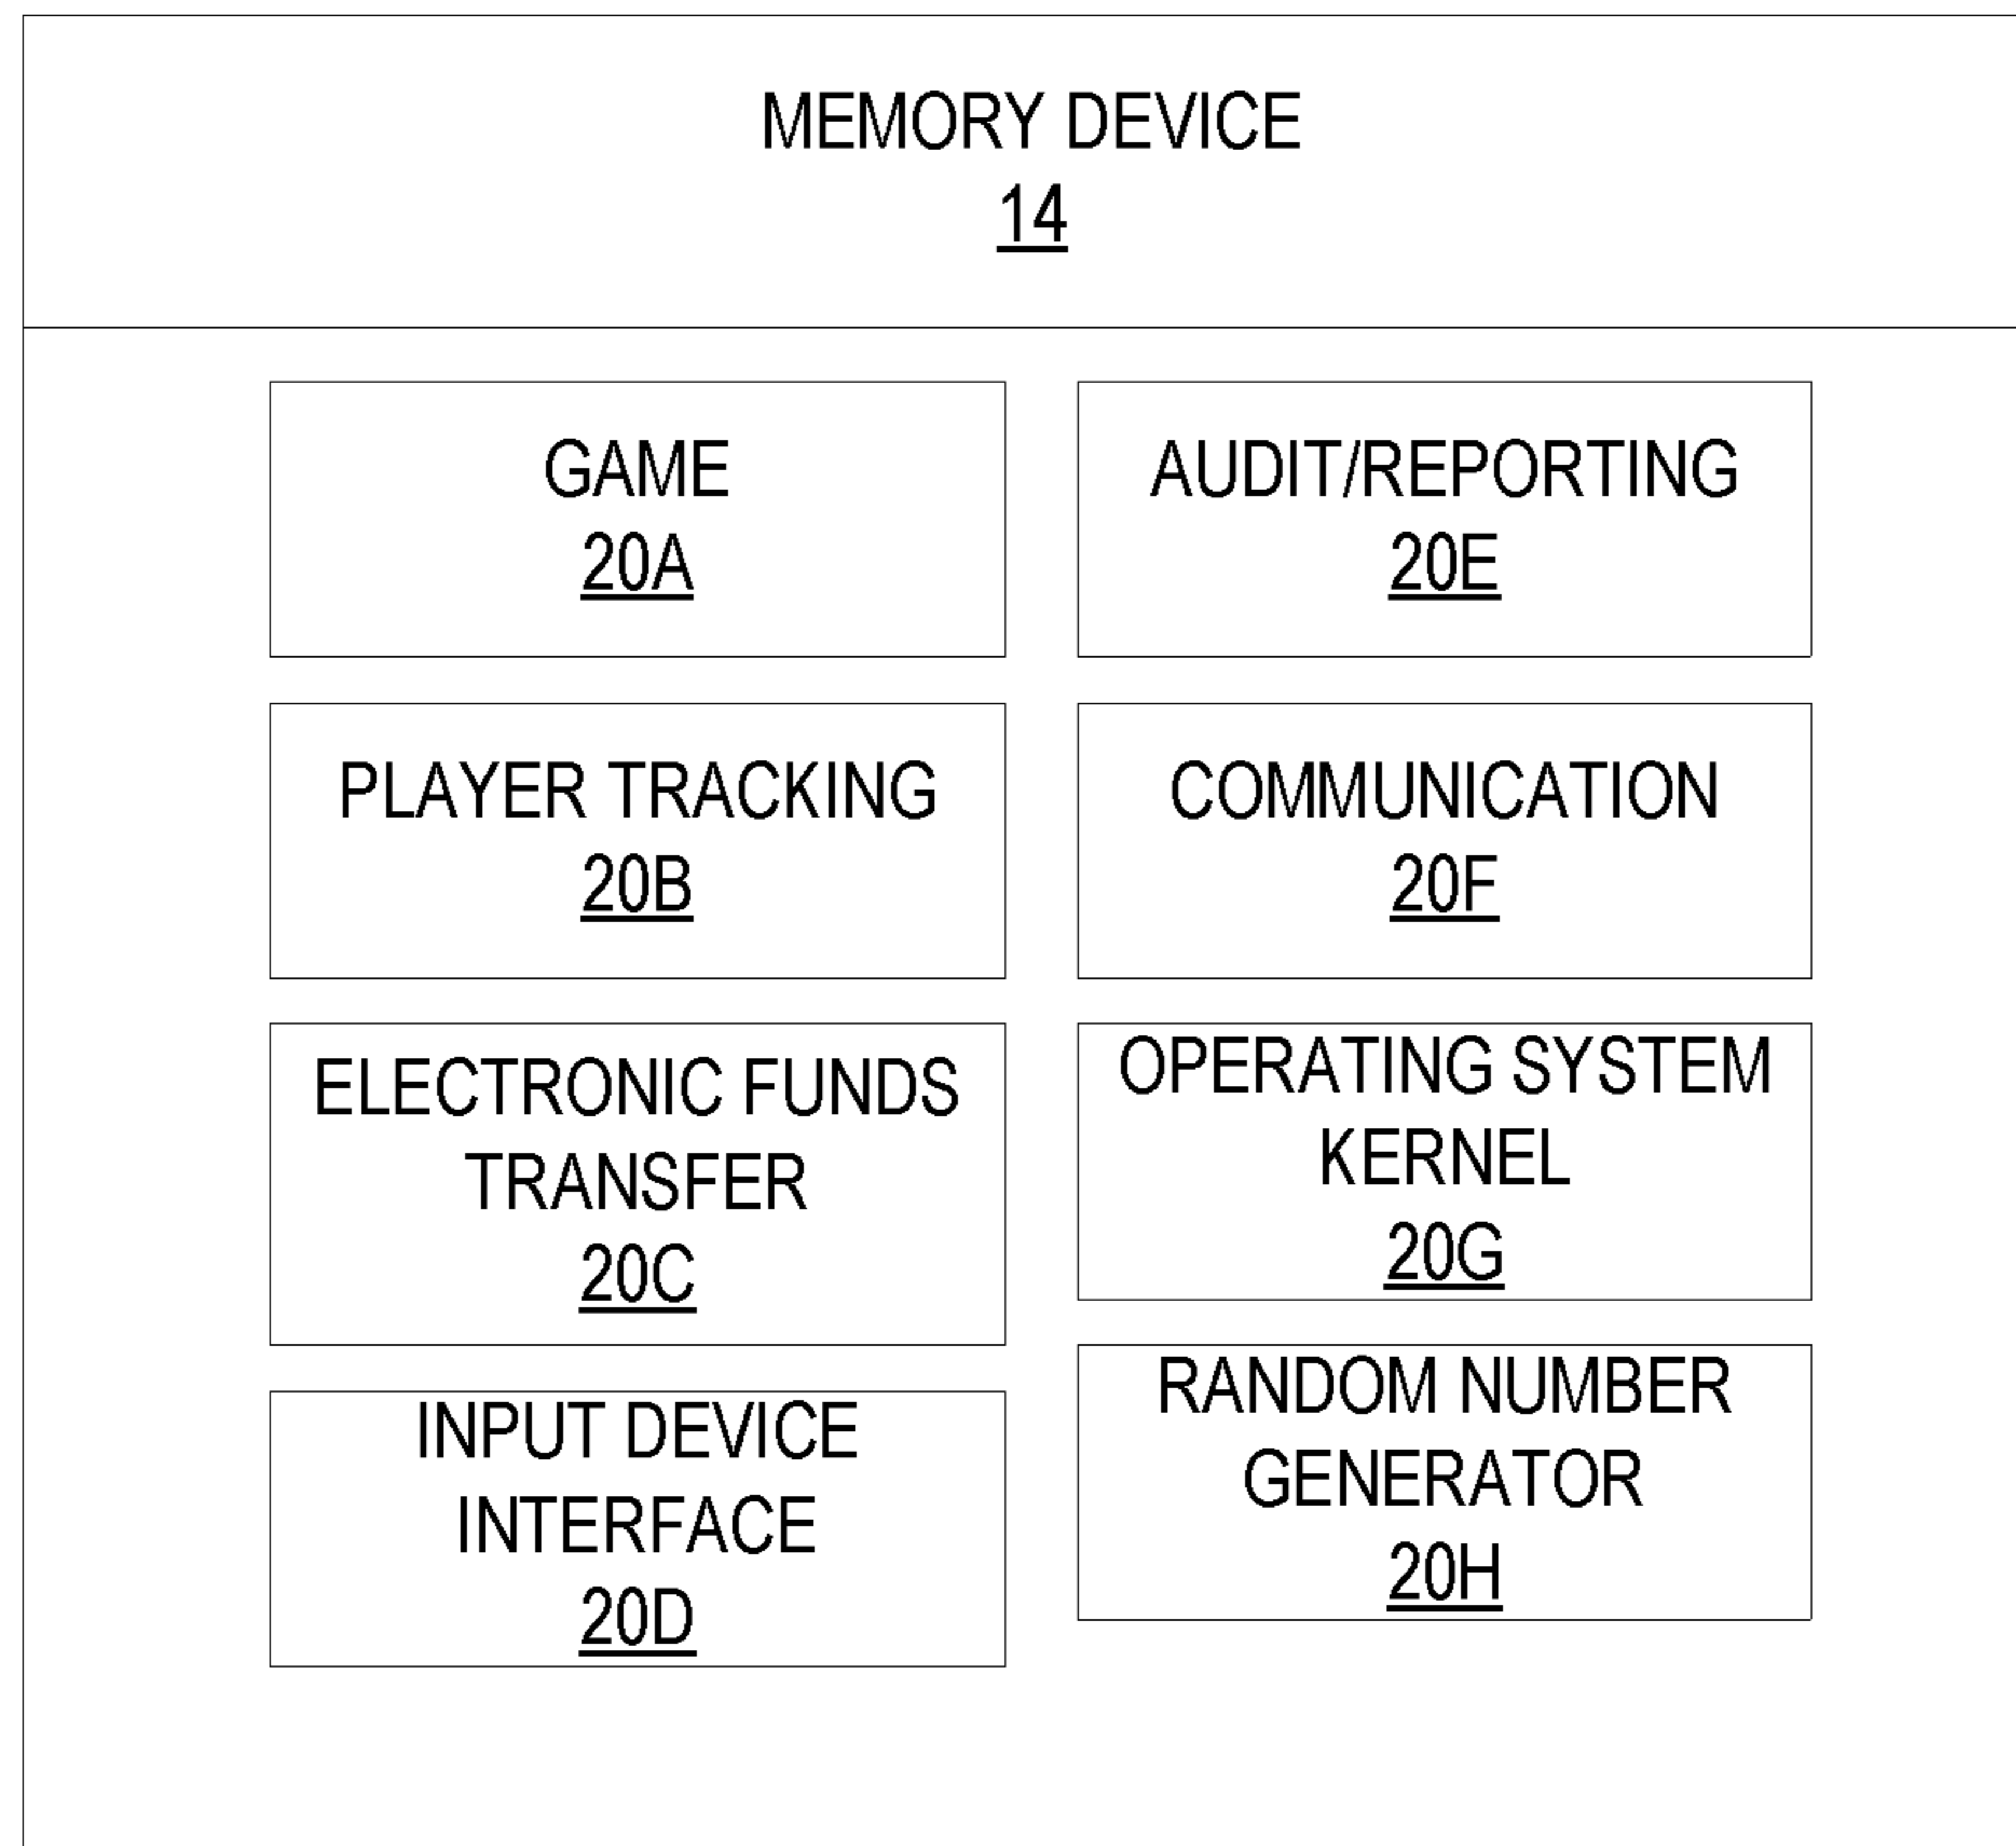 MEMORY DEVICE
14
GAME
20A
PLAYER TRACKING
20B
ELECTRONIC FUNDS
TRANSFER
20C
INPUT DEVICE
INTERFACE
20D
AUDIT/REPORTING
20E
COMMUNICATION
20F
OPERATING SYSTEM
KERNEL
20G
RANDOM NUMBER
GENERATOR
20H